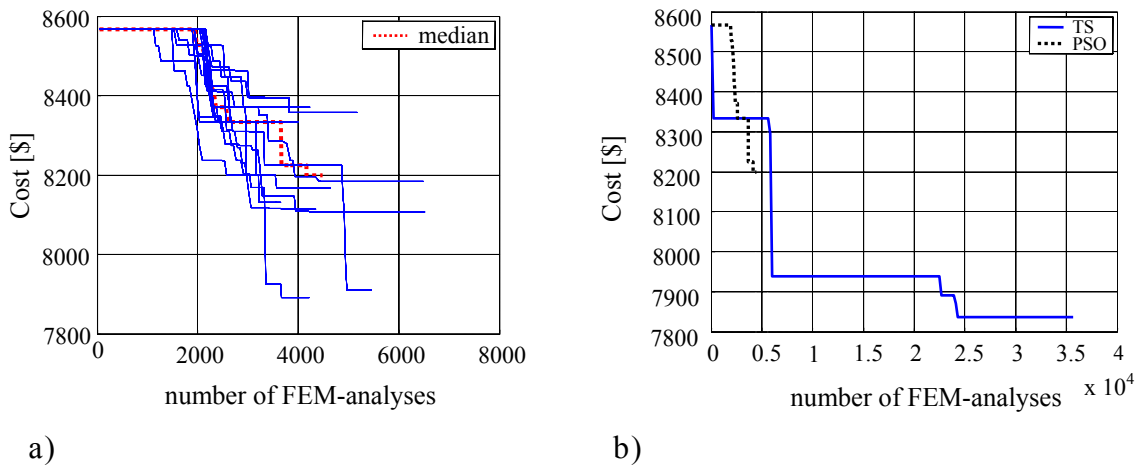 8600
8400
8200
8000
7800
Cost [$]
median
0
2000
4000
6000
8000
number of FEM-analyses
a)
8600
8500
8400
8300
8200
8100
8000
7900
7800
Cost [$]
TS
PSO
0
0.5
1
1.5
2
2.5
3
3.5
4
x 10^4
number of FEM-analyses
b)